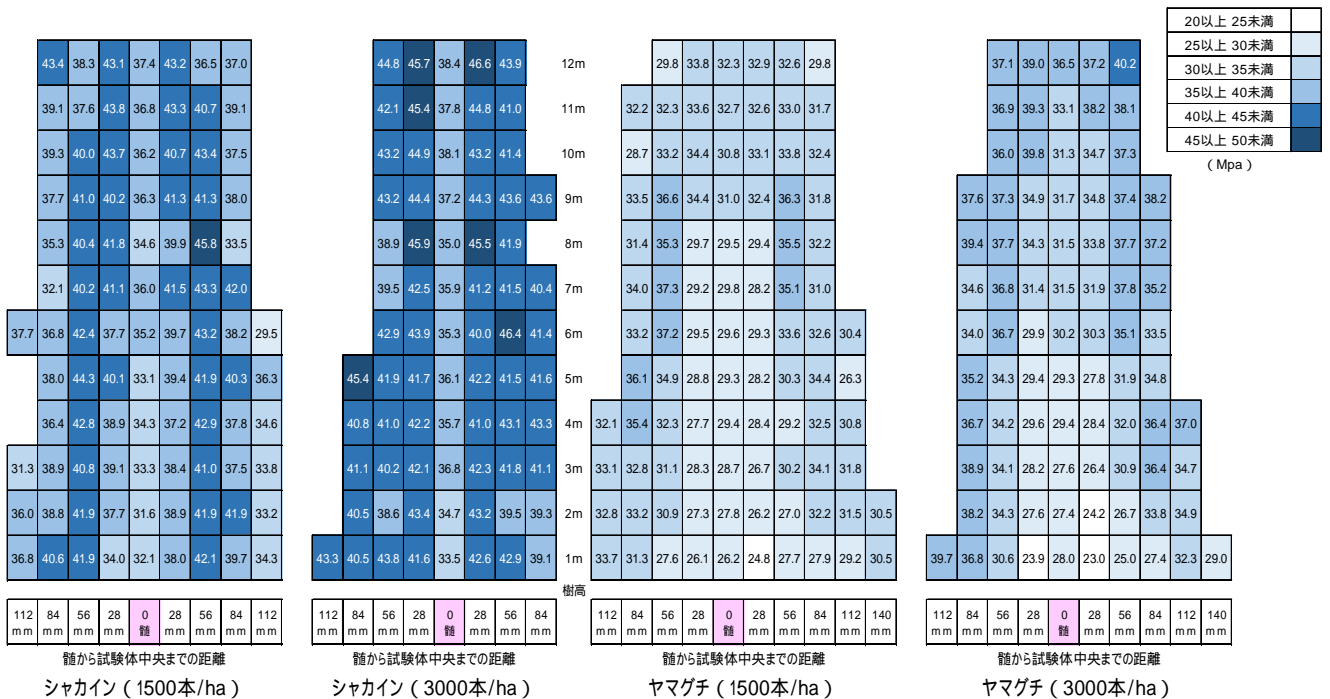 20以上 25未満
25以上 30未満
30以上 35未満
35以上 40未満
40以上 45未満
45以上 50未満
(Mpa)
43.4 38.3 43.1 37.4 43.2 36.5 37.0 44.8 45.7 38.4 46.6 43.9 12m 29.8 33.8 32.3 32.9 32.6 29.8 37.1 39.0 36.5 37.2 40.2
39.1 37.6 43.8 36.8 43.3 40.7 39.1 42.1 45.4 37.8 44.8 41.0 11m 32.2 32.3 33.6 32.7 32.6 33.0 31.7 36.9 39.3 33.1 38.2 38.1
39.3 40.0 43.7 36.2 40.7 43.4 37.5 43.2 44.9 38.1 43.2 41.4 10m 28.7 33.2 34.4 30.8 33.1 33.8 32.4 36.0 39.8 31.3 34.7 37.3
37.7 41.0 40.2 36.3 41.3 41.3 38.0 43.2 44.4 37.2 44.3 43.6 43.6 9m 33.5 36.6 34.4 31.0 32.4 36.3 31.8 37.6 37.3 34.9 31.7 34.8 37.4 38.2
35.3 40.4 41.8 34.6 39.9 45.8 33.5 38.9 45.9 35.0 45.5 41.9 8m 31.4 35.3 29.7 29.5 29.4 35.5 32.2 39.4 37.7 34.3 31.5 33.8 37.7 37.2
32.1 40.2 41.1 36.0 41.5 43.3 42.0 39.5 42.5 35.9 41.2 41.5 40.4 7m 34.0 37.3 29.2 29.8 28.2 35.1 31.0 34.6 36.8 31.4 31.5 31.9 37.8 35.2
37.7 36.8 42.4 37.7 35.2 39.7 43.2 38.2 29.5 42.9 43.9 35.3 40.0 46.4 41.4 6m 33.2 37.2 29.5 29.6 29.3 33.6 32.6 30.4 34.0 36.7 29.9 30.2 30.3 35.1 33.5
38.0 44.3 40.1 33.1 39.4 41.9 40.3 36.3 45.4 41.9 41.7 36.1 42.2 41.5 41.6 5m 36.1 34.9 28.8 29.3 28.2 30.3 34.4 26.3 35.2 34.3 29.4 29.3 27.8 31.9 34.8
36.4 42.8 38.9 34.3 37.2 42.9 37.8 34.6 40.8 41.0 42.2 35.7 41.0 43.1 43.3 4m 32.1 35.4 32.3 27.7 29.4 28.4 29.2 32.5 30.8 36.7 34.2 29.6 29.4 28.4 32.0 36.4 37.0
31.3 38.9 40.8 39.1 33.3 38.4 41.0 37.5 33.8 41.1 40.2 42.1 36.8 42.3 41.8 41.1 3m 33.1 32.8 31.1 28.3 28.7 26.7 30.2 34.1 31.8 38.9 34.1 28.2 27.6 26.4 30.9 36.4 34.7
36.0 38.8 41.9 37.7 31.6 38.9 41.9 41.9 33.2 40.5 38.6 43.4 34.7 43.2 39.5 39.3 2m 32.8 33.2 30.9 27.3 27.8 26.2 27.0 32.2 31.5 30.5 38.2 34.3 27.6 27.4 24.2 26.7 33.8 34.9
36.8 40.6 41.9 34.0 32.1 38.0 42.1 39.7 34.3 43.3 40.5 43.8 41.6 33.5 42.6 42.9 39.1 1m 33.7 31.3 27.6 26.1 26.2 24.8 27.7 27.9 29.2 30.5 39.7 36.8 30.6 23.9 28.0 23.0 25.0 27.4 32.3 29.0
樹高
112 84 56 28 0 28 56 84 112 112 84 56 28 0 28 56 84 112 84 56 28 0 28 56 84 112 140 112 84 56 28 0 28 56 84 112 140
mm mm mm mm 髄 mm mm mm mm mm mm mm mm 髄 mm mm mm mm mm mm mm 髄 mm mm mm mm mm mm mm mm mm 髄 mm mm mm mm mm
髄から試験体中央までの距離 髄から試験体中央までの距離 髄から試験体中央までの距離 髄から試験体中央までの距離
シャカイン(1500本/ha) シャカイン(3000本/ha) ヤマグチ(1500本/ha) ヤマグチ(3000本/ha)